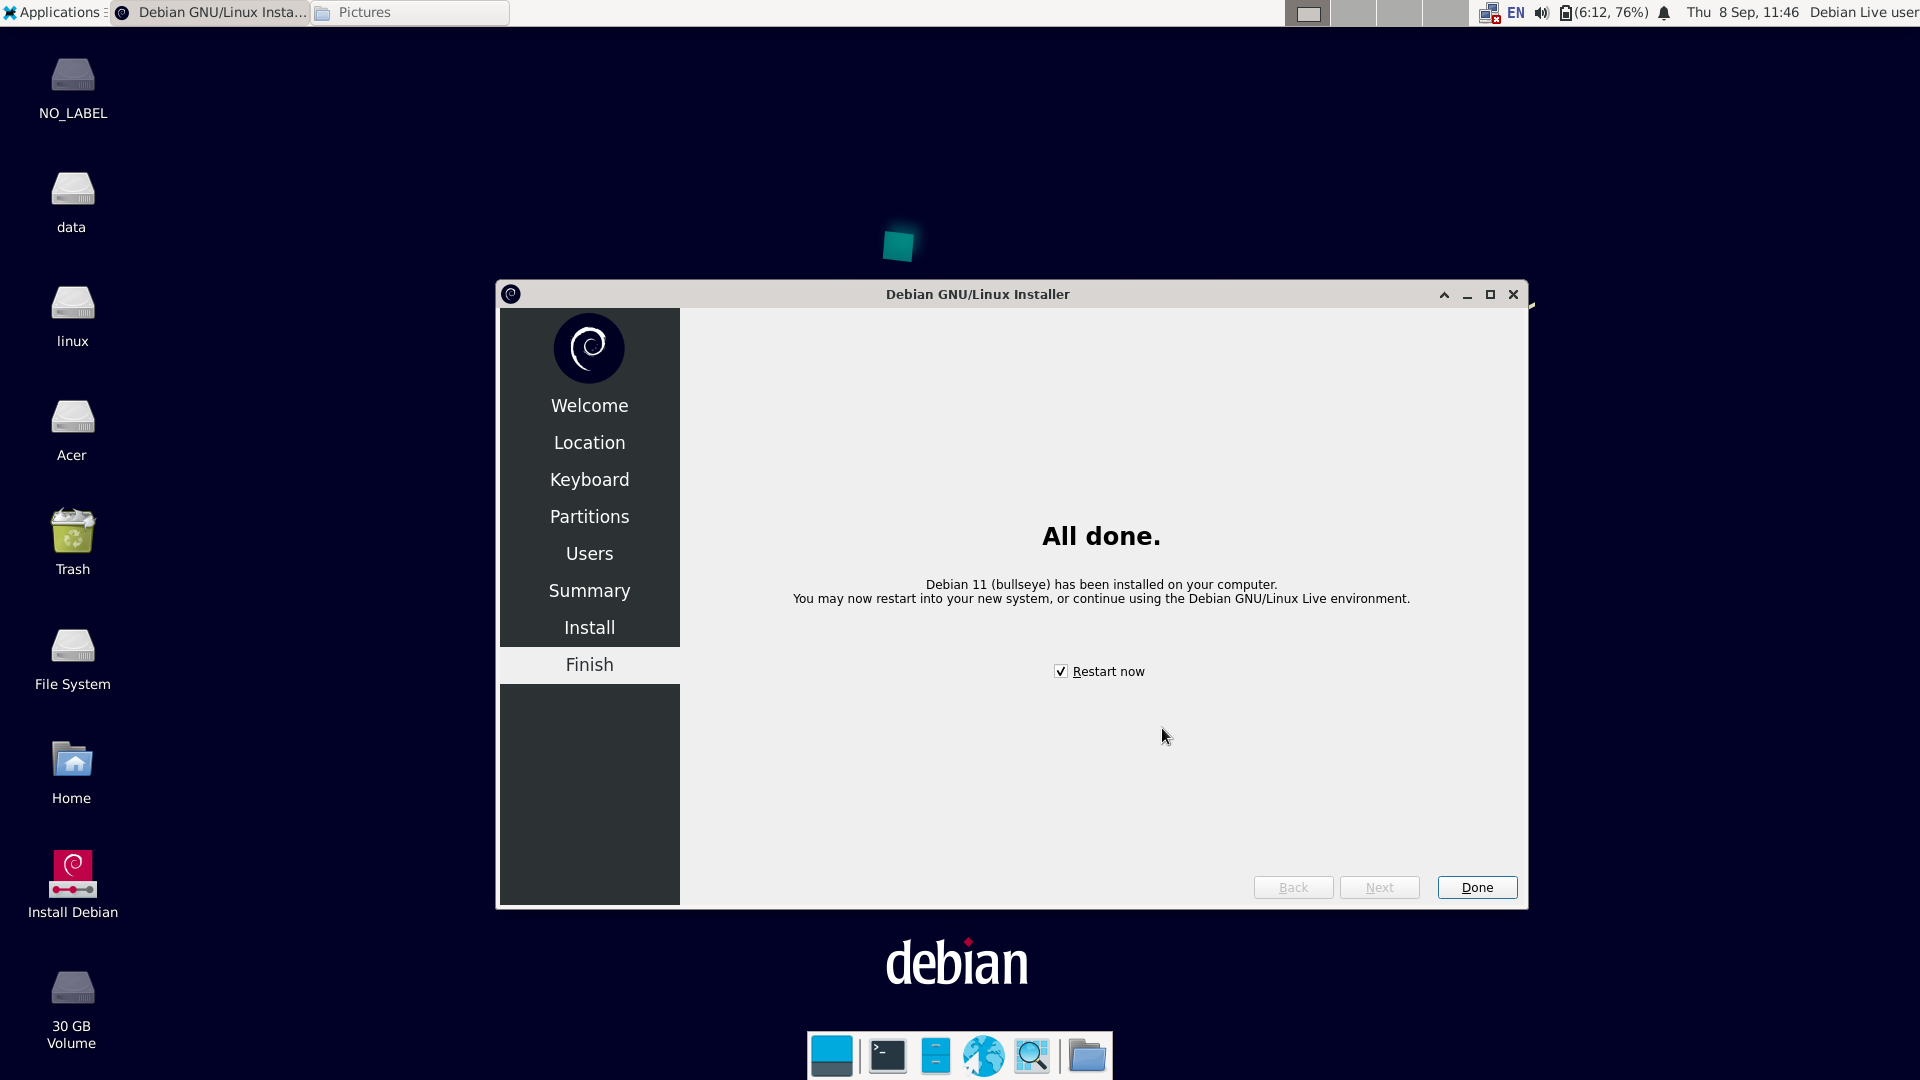 Applications
Debian GNU/Linux Insta...
Pictures
EN
(6:12, 76%)
Thu 8 Sep, 11:46
Debian Live user
NO_LABEL
data
linux
Acer
Trash
File System
Home
Install Debian
30 GB
Volume
Debian GNU/Linux Installer
Welcome
Location
Keyboard
Partitions
Users
Summary
Install
Finish
All done.
Debian 11 (bullseye) has been installed on your computer.
You may now restart into your new system, or continue using the Debian GNU/Linux Live environment.
Restart now
Back
Next
Done
debian